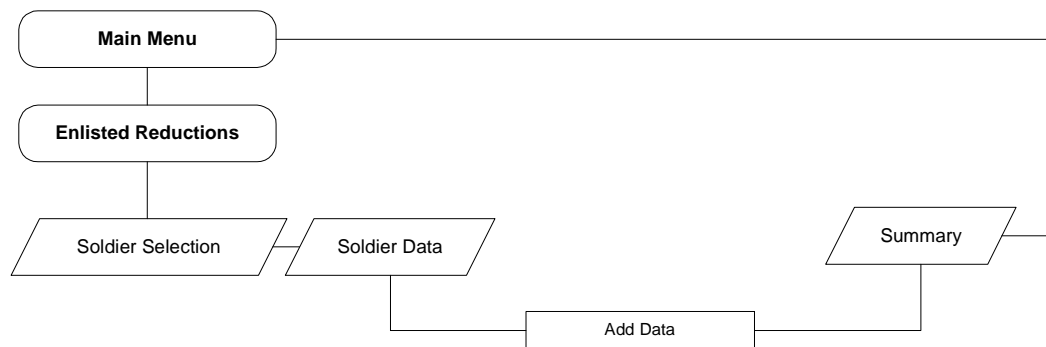 Main Menu
Enlisted Reductions
Soldier Selection
Soldier Data
Summary
Add Data